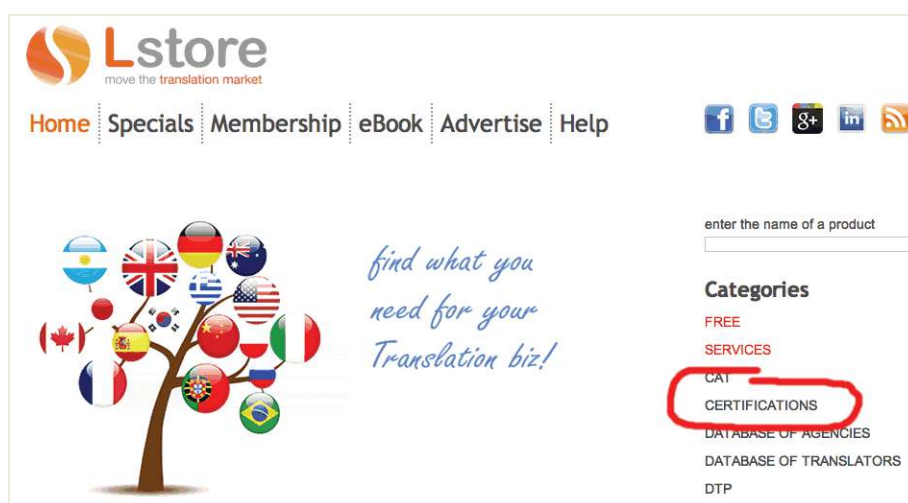 Lstore
move the translation market
Home Specials Membership eBook Advertise Help
f t g+ in
find what you
need for your
Translation biz!
enter the name of a product
Categories
FREE
SERVICES
CAT
CERTIFICATIONS
DATABASE OF AGENCIES
DATABASE OF TRANSLATORS
DTP